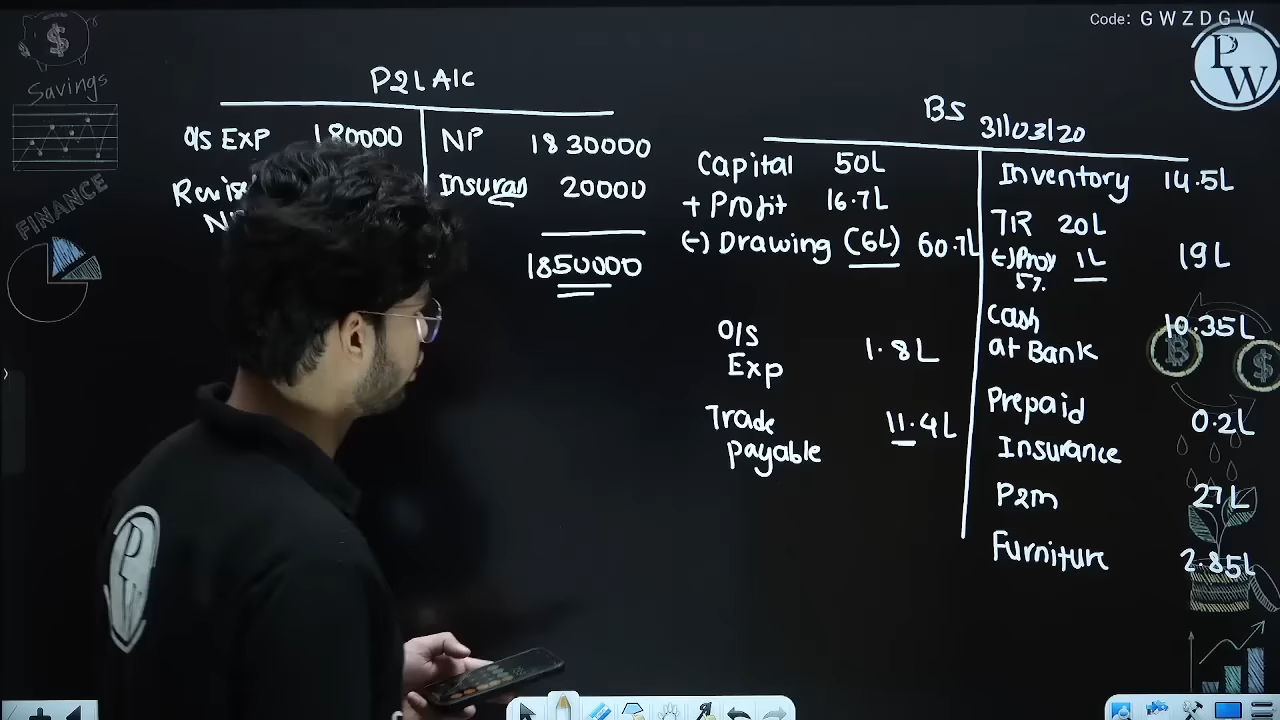 Code: G W Z D G W
P W
Savings
FINANCE
P&L A/C
O/S Exp 180000 NP 1830000
Insuran 20000
1850000
BS 31/03/20
Capital 50L
+ Profit 16.7L
(-) Drawing (6L) 60.7L
O/S
Exp 1.8L
Trade
payable 11.4L
Inventory 14.5L
T/R 20L
(-) Prov 1L 19L
5%.
Cash
at Bank 10.35L
Prepaid
Insurance 0.2L
P&M 27L
Furniture 2.85L
P W